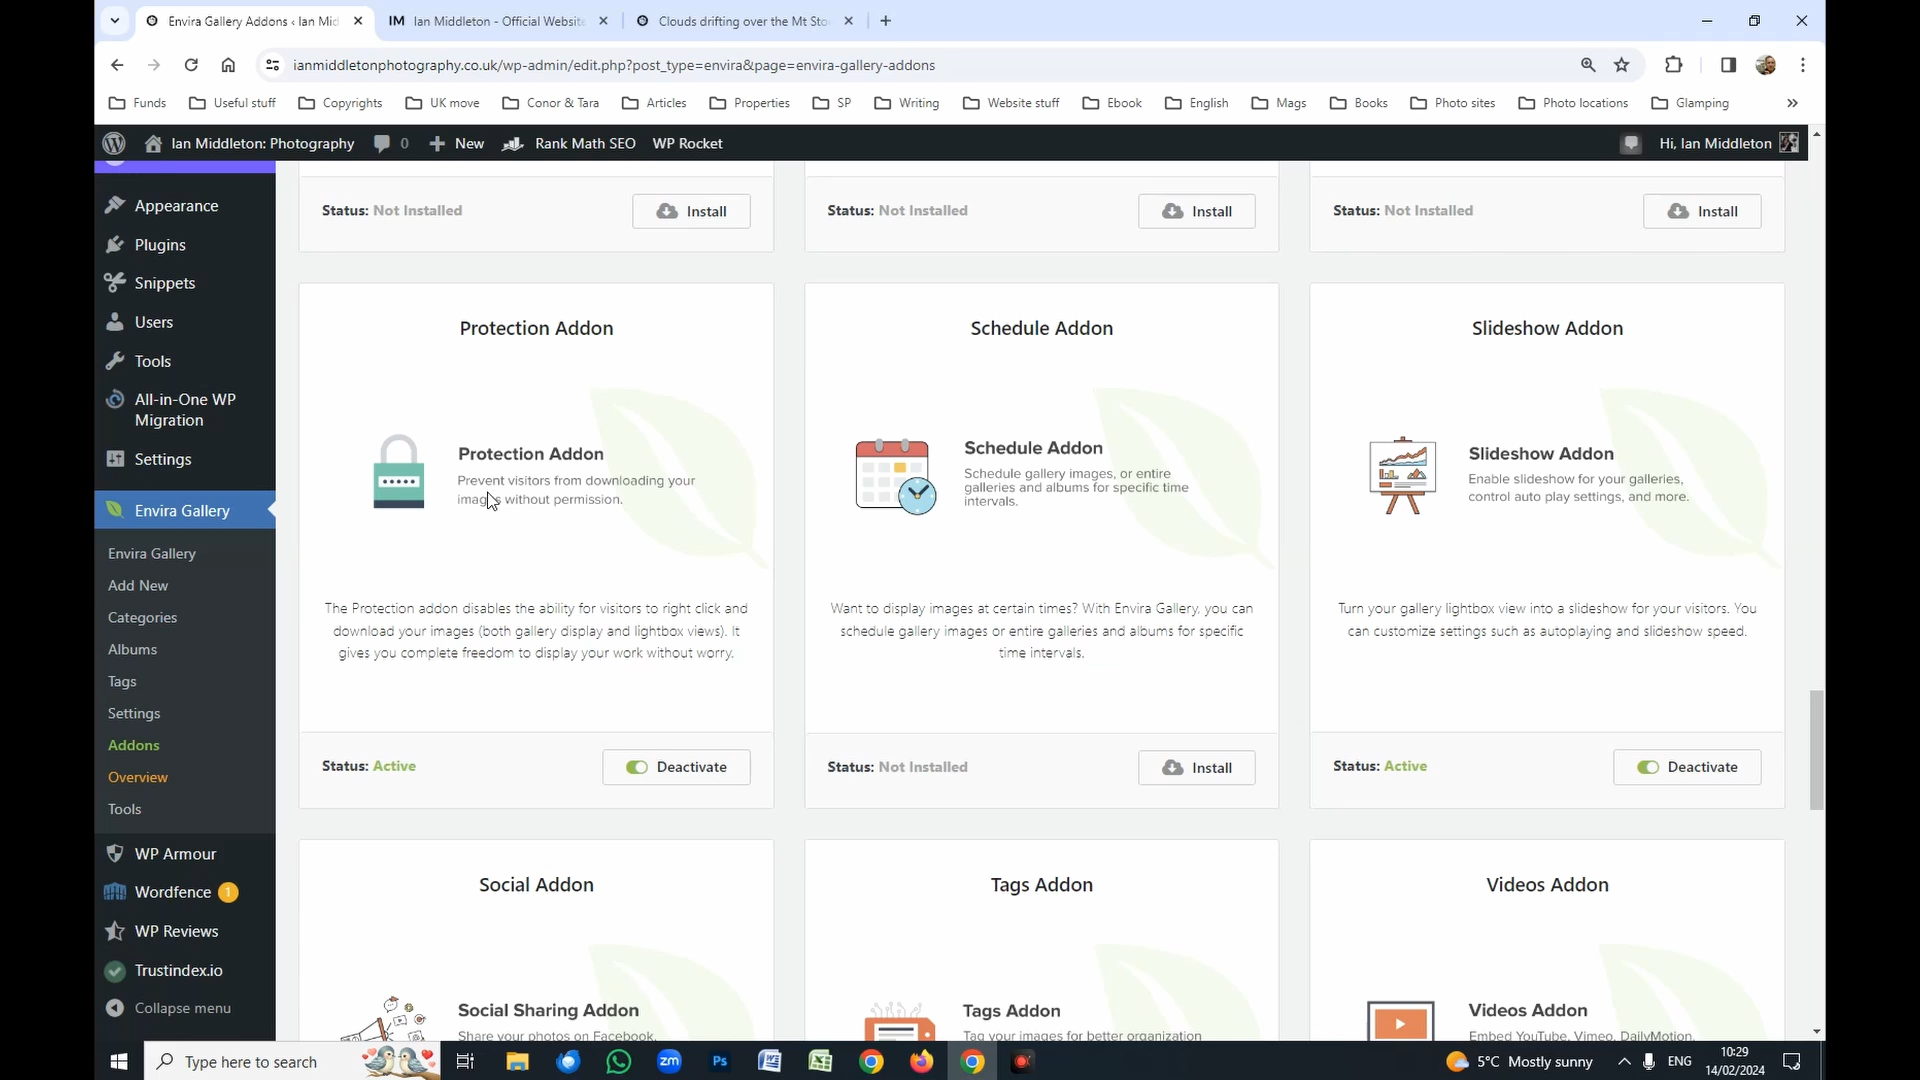 Envira Gallery Addons ‹ Ian Mid
Ian Middleton - Official Website
Clouds drifting over the Mt Sto
ianmiddletonphotography.co.uk/wp-admin/edit.php?post_type=envira&page=envira-gallery-addons
Funds
Useful stuff
Copyrights
UK move
Conor & Tara
Articles
Properties
SP
Writing
Website stuff
Ebook
English
Mags
Books
Photo sites
Photo locations
Glamping
»
Ian Middleton: Photography
0
New
Rank Math SEO
WP Rocket
Hi, Ian Middleton
Appearance
Plugins
Snippets
Users
Tools
All-in-One WP
Migration
Settings
Envira Gallery
Envira Gallery
Add New
Categories
Albums
Tags
Settings
Addons
Overview
Tools
WP Armour
Wordfence 1
WP Reviews
Trustindex.io
Collapse menu
Status: Not Installed
Install
Status: Not Installed
Install
Status: Not Installed
Install
Protection Addon
Protection Addon
Prevent visitors from downloading your
images without permission.
The Protection addon disables the ability for visitors to right click and
download your images (both gallery display and lightbox views). It
gives you complete freedom to display your work without worry.
Status: Active
Deactivate
Schedule Addon
Schedule Addon
Schedule gallery images, or entire
galleries and albums for specific time
intervals.
Want to display images at certain times? With Envira Gallery, you can
schedule gallery images or entire galleries and albums for specific
time intervals.
Status: Not Installed
Install
Slideshow Addon
Slideshow Addon
Enable slideshow for your galleries,
control auto play settings, and more.
Turn your gallery lightbox view into a slideshow for your visitors. You
can customize settings such as autoplaying and slideshow speed.
Status: Active
Deactivate
Social Addon
Social Sharing Addon
Share your photos on Facebook,
Tags Addon
Tags Addon
Tag your images for better organization
Videos Addon
Videos Addon
Embed YouTube, Vimeo, DailyMotion,
Type here to search
5°C Mostly sunny
ENG
10:29
14/02/2024